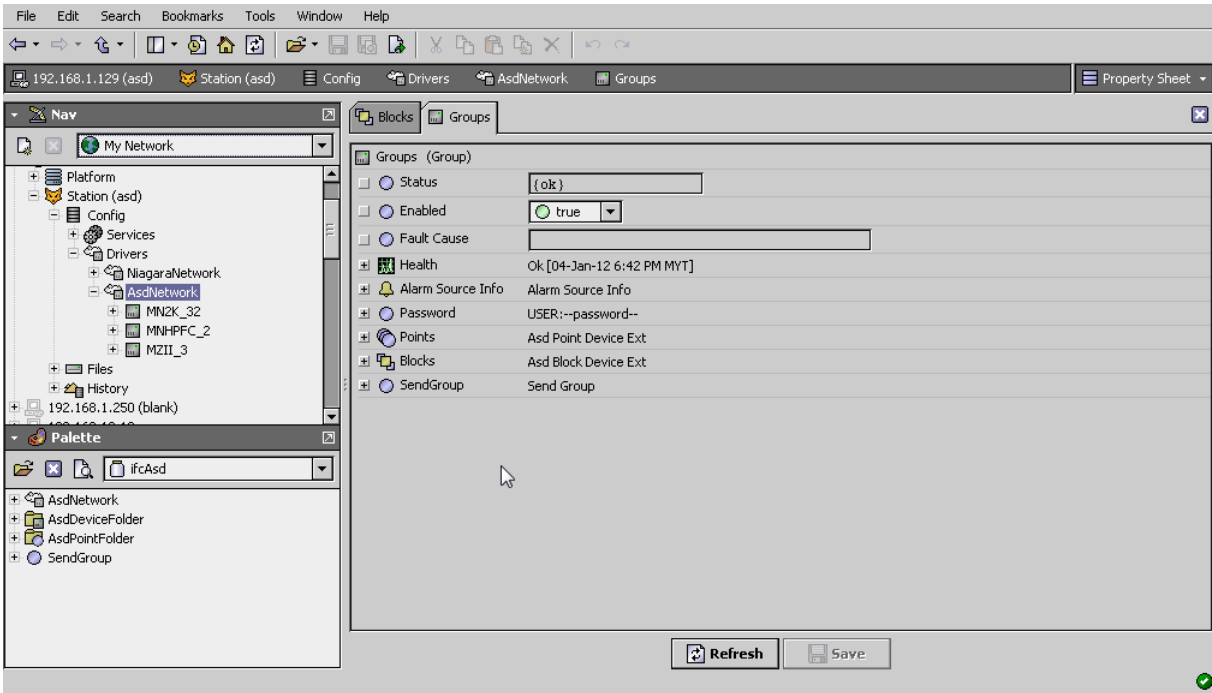 File Edit Search Bookmarks Tools Window Help
192.168.1.129 (asd) Station (asd) Config Drivers AsdNetwork Groups Property Sheet
Nav
My Network
Platform
Station (asd)
Config
Services
Drivers
NiagaraNetwork
AsdNetwork
MN2K_32
MNHPFC_2
MZII_3
Files
History
192.168.1.250 (blank)
Palette
ifcAsd
AsdNetwork
AsdDeviceFolder
AsdPointFolder
SendGroup
Blocks Groups
Groups (Group)
Status {ok}
Enabled true
Fault Cause
Health Ok [04-Jan-12 6:42 PM MYT]
Alarm Source Info Alarm Source Info
Password USER:--password--
Points Asd Point Device Ext
Blocks Asd Block Device Ext
SendGroup Send Group
Refresh Save